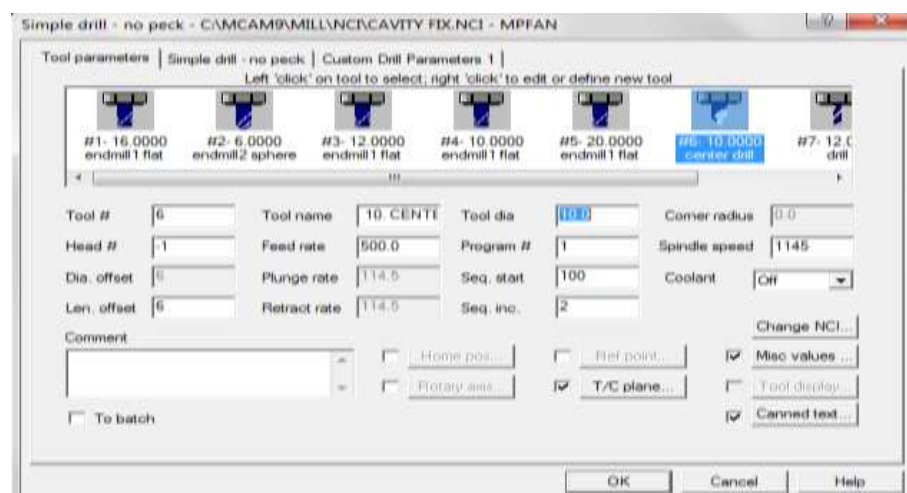 Simple drill - no peck - C:\MCAM9\MILL\NCI\CAVITY FIX.NCI - MPFAN
Tool parameters | Simple drill - no peck | Custom Drill Parameters 1
Left 'click' on tool to select; right 'click' to edit or define new tool
#1- 16.0000 #2- 6.0000 #3- 12.0000 #4- 10.0000 #5- 20.0000 #6- 10.0000 #7- 12.0
endmill1 flat endmill2 sphere endmill1 flat endmill1 flat endmill1 flat center drill drill
Tool # 6 Tool name 10. CENTE Tool dia 10.0 Corner radius 0.0
Head # -1 Feed rate 500.0 Program # 1 Spindle speed 1145
Dia. offset 6 Plunge rate 114.5 Seq. start 100 Coolant Off
Len. offset 6 Retract rate 114.5 Seq. inc. 2
Change NCI...
Comment
Home pos... Ref point... Misc values ...
Rotary axis... T/C plane... Tool display...
To batch Canned text...
OK Cancel Help